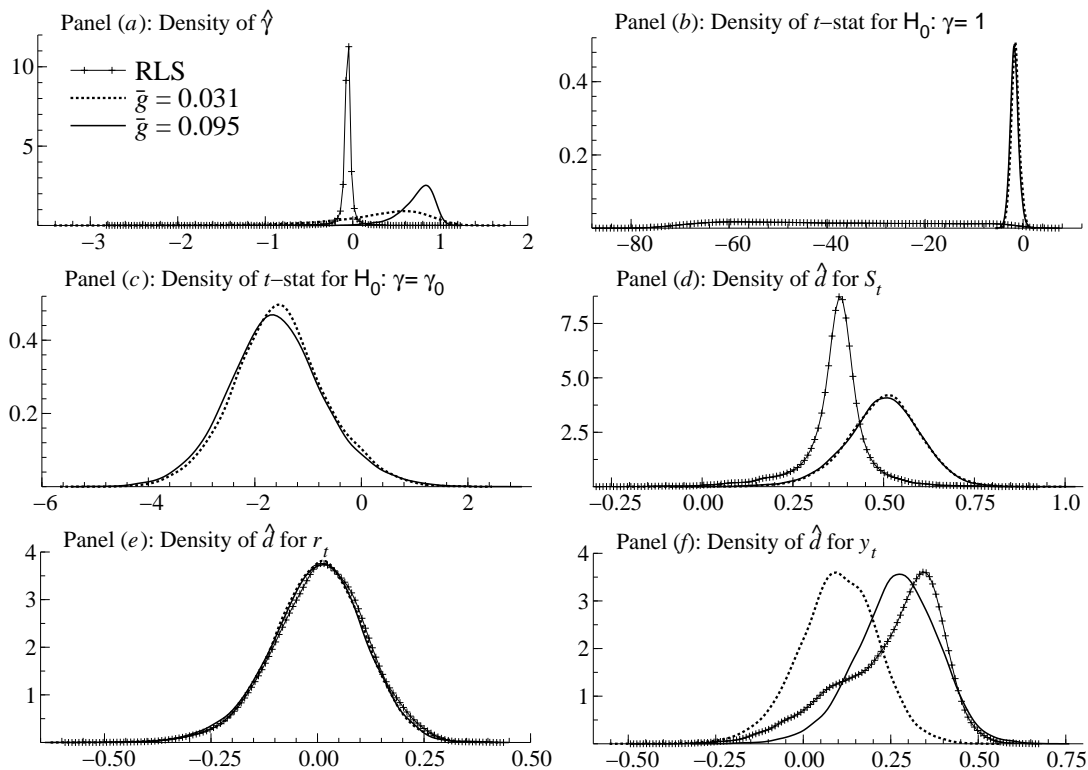 Panel (a): Density of γ̂
10
5
RLS
ḡ = 0.031
ḡ = 0.095
−3 −2 −1 0 1 2
Panel (b): Density of t−stat for H₀: γ= 1
0.4
0.2
−80 −60 −40 −20 0
Panel (c): Density of t−stat for H₀: γ= γ₀
0.4
0.2
−6 −4 −2 0 2
Panel (d): Density of d̂ for Sₜ
7.5
5.0
2.5
−0.25 0.00 0.25 0.50 0.75 1.0
Panel (e): Density of d̂ for rₜ
4
3
2
1
−0.50 −0.25 0.00 0.25 0.50
Panel (f): Density of d̂ for yₜ
4
3
2
1
−0.50 −0.25 0.00 0.25 0.50 0.75